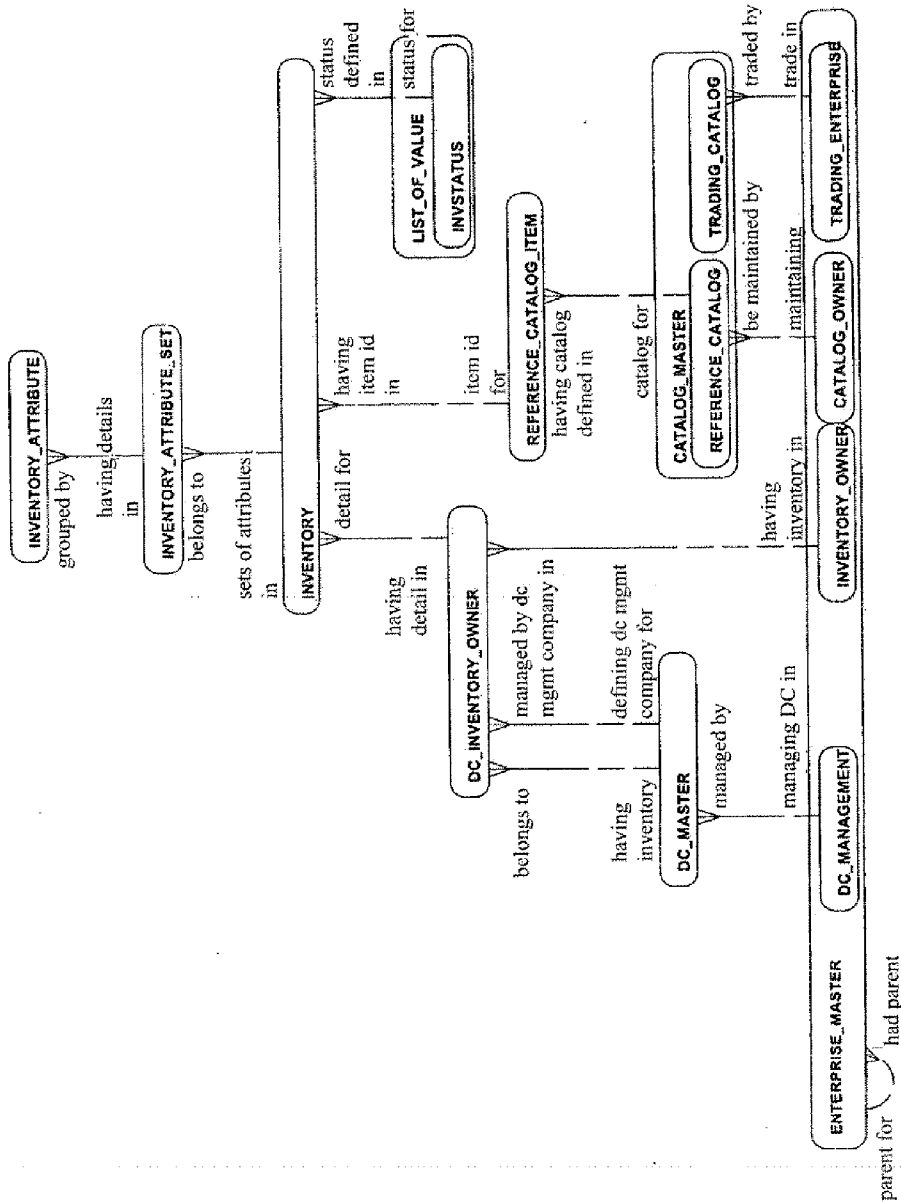 INVENTORY_ATTRIBUTE
grouped by
having details
in
INVENTORY_ATTRIBUTE_SET
belongs to
sets of attributes
in
INVENTORY
detail for
having
item id
in
status
defined
in
having
detail in
item id
for
status for
LIST_OF_VALUE
INVSTATUS
DC_INVENTORY_OWNER
belongs to
managed by dc
mgmt company in
REFERENCE_CATALOG_ITEM
having catalog
defined in
having
inventory
defining dc mgmt
company for
catalog for
DC_MASTER
managed by
CATALOG_MASTER
REFERENCE_CATALOG
TRADING_CATALOG
be maintained by
traded by
managing DC in
having
inventory in
maintaining
trade in
ENTERPRISE_MASTER
DC_MANAGEMENT
INVENTORY_OWNER
CATALOG_OWNER
TRADING_ENTERPRISE
parent for
had parent